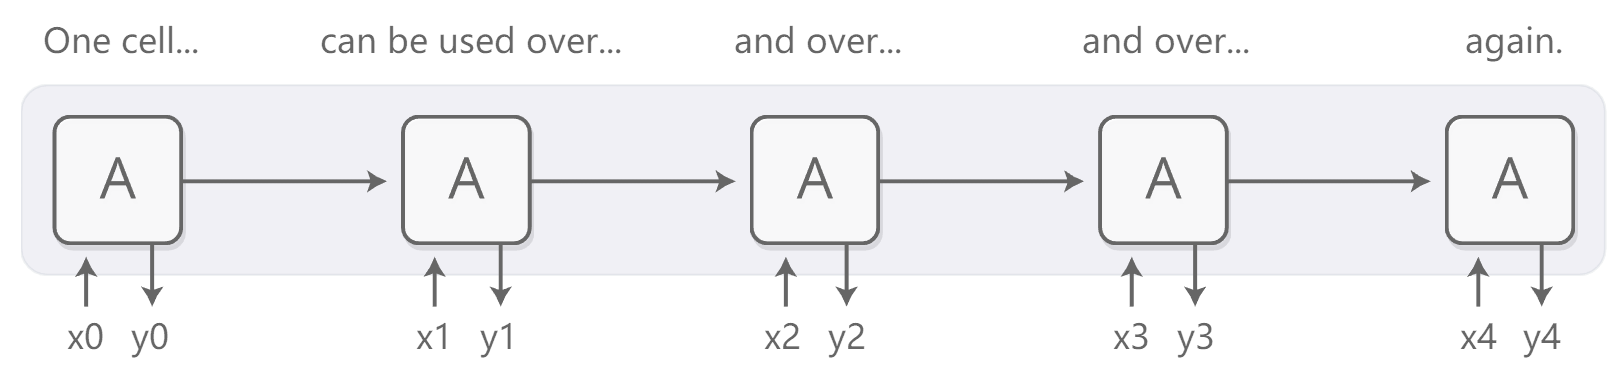 One cell... can be used over... and over... and over... again.
A A A A A
x0 y0 x1 y1 x2 y2 x3 y3 x4 y4